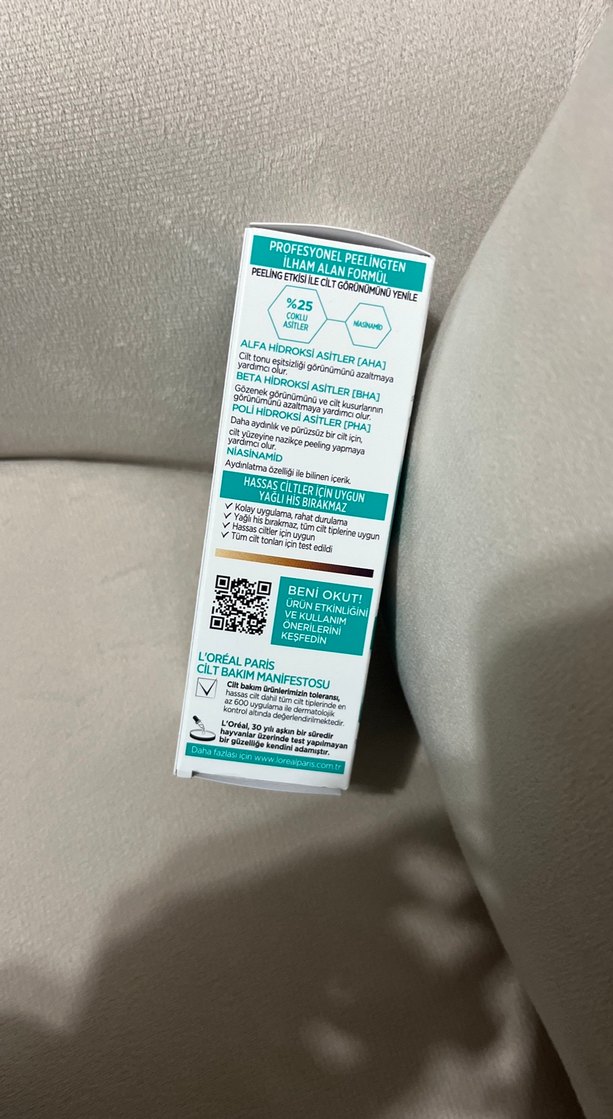 PROFESYONEL PEELİNGTEN
İLHAM ALAN FORMÜL
PEELİNG ETKİSİ İLE CİLT GÖRÜNÜMÜNÜ YENİLE
%25
ÇOKLU
ASİTLER
NİASİNAMİD
ALFA HİDROKSİ ASİTLER [AHA]
Cilt tonu eşitsizliği görünümünü azaltmaya
yardımcı olur.
BETA HİDROKSİ ASİTLER [BHA]
Gözenek görünümünü ve cilt kusurlarının
görünümünü azaltmaya yardımcı olur.
POLİ HİDROKSİ ASİTLER [PHA]
Daha aydınlık ve pürüzsüz bir cilt için,
cilt yüzeyine nazikçe peeling yapmaya
yardımcı olur.
NİASİNAMİD
Aydınlatma özelliği ile bilinen içerik.
HASSAS CİLTLER İÇİN UYGUN
YAĞLI HİS BIRAKMAZ
✓ Kolay uygulama, rahat durulama
✓ Yağlı his bırakmaz, tüm cilt tiplerine uygun
✓ Hassas ciltler için uygun
✓ Tüm cilt tonları için test edildi
BENİ OKUT!
ÜRÜN ETKİNLİĞİNİ
VE KULLANIM
ÖNERİLERİNİ
KEŞFEDİN
L'ORÉAL PARİS
CİLT BAKIM MANİFESTOSU
Cilt bakım ürünlerimizin toleransı,
hassas cilt dahil tüm cilt tiplerinde en
az 600 uygulama ile dermatolojik
kontrol altında değerlendirilmektedir.
L'Oréal, 30 yılı aşkın bir süredir
hayvanlar üzerinde test yapılmayan
bir güzelliğe kendini adamıştır.
Daha fazlası için www.lorealparis.com.tr